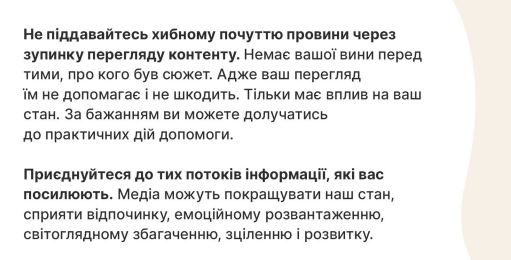 Не піддавайтесь хибному почуттю провини через
зупинку перегляду контенту. Немає вашої вини перед
тими, про кого був сюжет. Адже ваш перегляд
їм не допомагає і не шкодить. Тільки має вплив на ваш
стан. За бажанням ви можете долучатись
до практичних дій допомоги.
Приєднуйтеся до тих потоків інформації, які вас
посилюють. Медіа можуть покращувати наш стан,
сприяти відпочинку, емоційному розвантаженню,
світоглядному збагаченню, зціленню і розвитку.